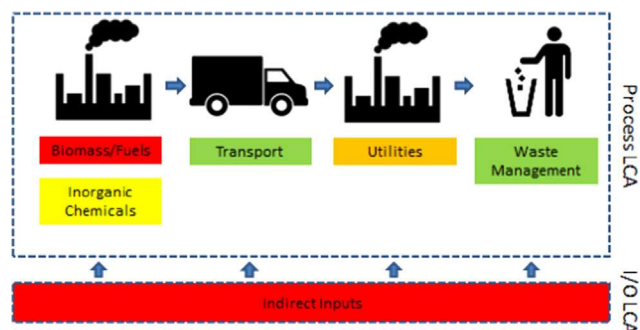 Biomass/Fuels
Transport
Utilities
Waste
Management
Inorganic
Chemicals
Process LCA
Indirect Inputs
I/O LCA